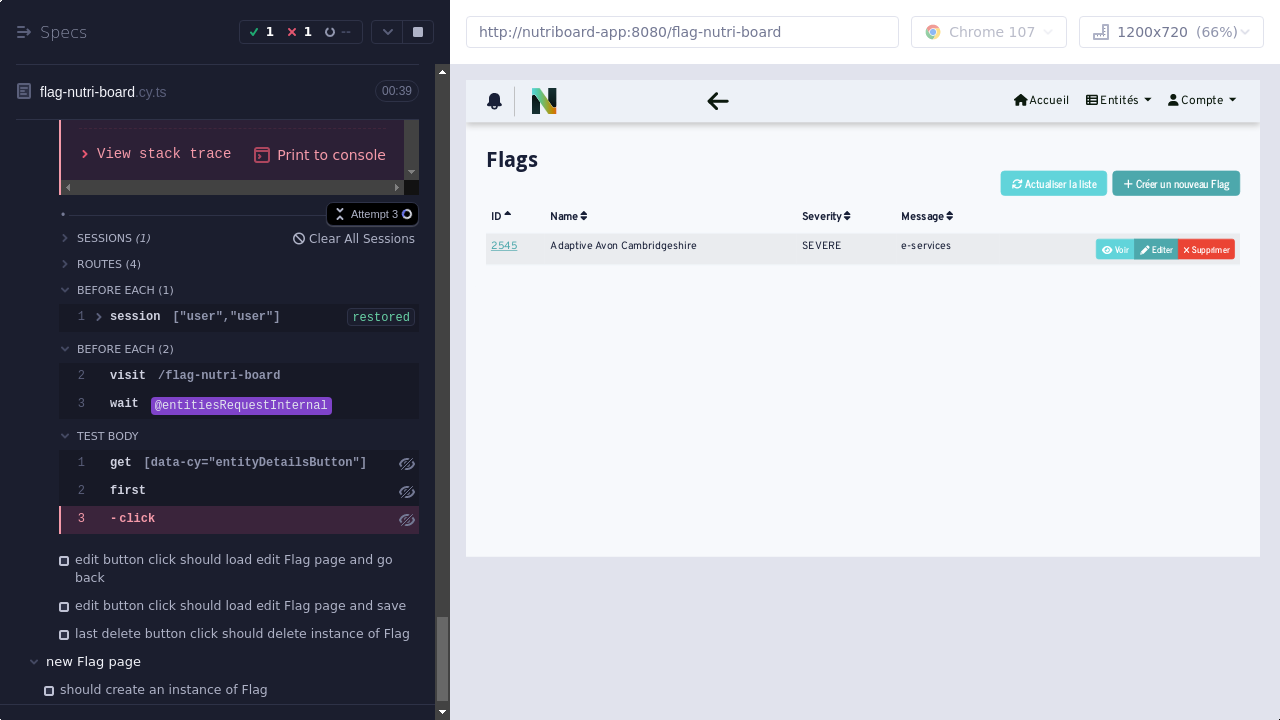 Specs
1
1
--
flag-nutri-board.cy.ts
00:39
View stack trace
Print to console
Attempt 3
SESSIONS (1)
Clear All Sessions
ROUTES (4)
BEFORE EACH (1)
1 session ["user","user"] restored
BEFORE EACH (2)
2 visit /flag-nutri-board
3 wait @entitiesRequestInternal
TEST BODY
1 get [data-cy="entityDetailsButton"]
2 first
3 -click
edit button click should load edit Flag page and go
back
edit button click should load edit Flag page and save
last delete button click should delete instance of Flag
new Flag page
should create an instance of Flag
http://nutriboard-app:8080/flag-nutri-board
Chrome 107
1200x720 (66%)
N
Accueil
Entités
Compte
Flags
Actualiser la liste
Créer un nouveau Flag
ID Name Severity Message
2545 Adaptive Avon Cambridgeshire SEVERE e-services
Voir
Editer
Supprimer